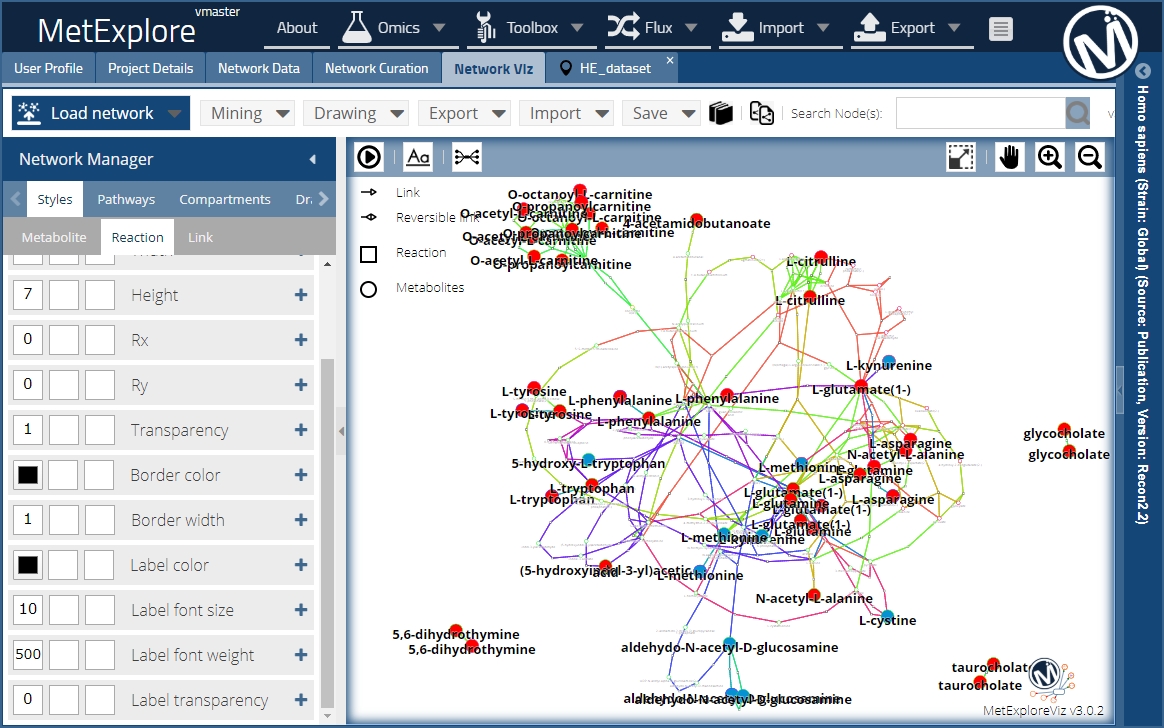 MetExplore vmaster
About Omics Toolbox Flux Import Export
User Profile Project Details Network Data Network Curation Network Viz HE_dataset
Load network Mining Drawing Export Import Save Search Node(s):
Network Manager
Styles Pathways Compartments Dr
Metabolite Reaction Link
7 Height
0 Rx
0 Ry
1 Transparency
Border color
1 Border width
Label color
10 Label font size
500 Label font weight
0 Label transparency
Aa
Link
Reversible link
Reaction
Metabolites
O-octanoyl-L-carnitine
O-propanoylcarnitine
O-acetyl-L-carnitine
O-octanoyl-L-carnitine
4-acetamidobutanoate
O-propanoylcarnitine
O-acetyl-L-carnitine
O-acetyl-L-carnitine
O-propanoylcarnitine
L-citrulline
L-citrulline
L-kynurenine
L-glutamate(1-)
L-tyrosine
L-phenylalanine
L-phenylalanine
L-tyrosine
L-tyrosine
L-phenylalanine
glycocholate
glycocholate
L-asparagine
N-acetyl-L-alanine
5-hydroxy-L-tryptophan
L-methionine
L-glutamine
L-asparagine
L-tryptophan
L-glutamate(1-)
L-tryptophan
L-asparagine
L-glutamine
L-glutamate(1-)
L-glutamate(1-)
L-glutamine
L-methionine
L-kynurenine
(5-hydroxyindol-3-yl)acetic
acid
L-methionine
N-acetyl-L-alanine
L-cystine
5,6-dihydrothymine
5,6-dihydrothymine
aldehydo-N-acetyl-D-glucosamine
taurocholate
taurocholate
aldehydo-N-acetyl-D-glucosamine
MetExploreViz v3.0.2
Homo sapiens (Strain: Global) (Source: Publication, Version: Recon2.2)